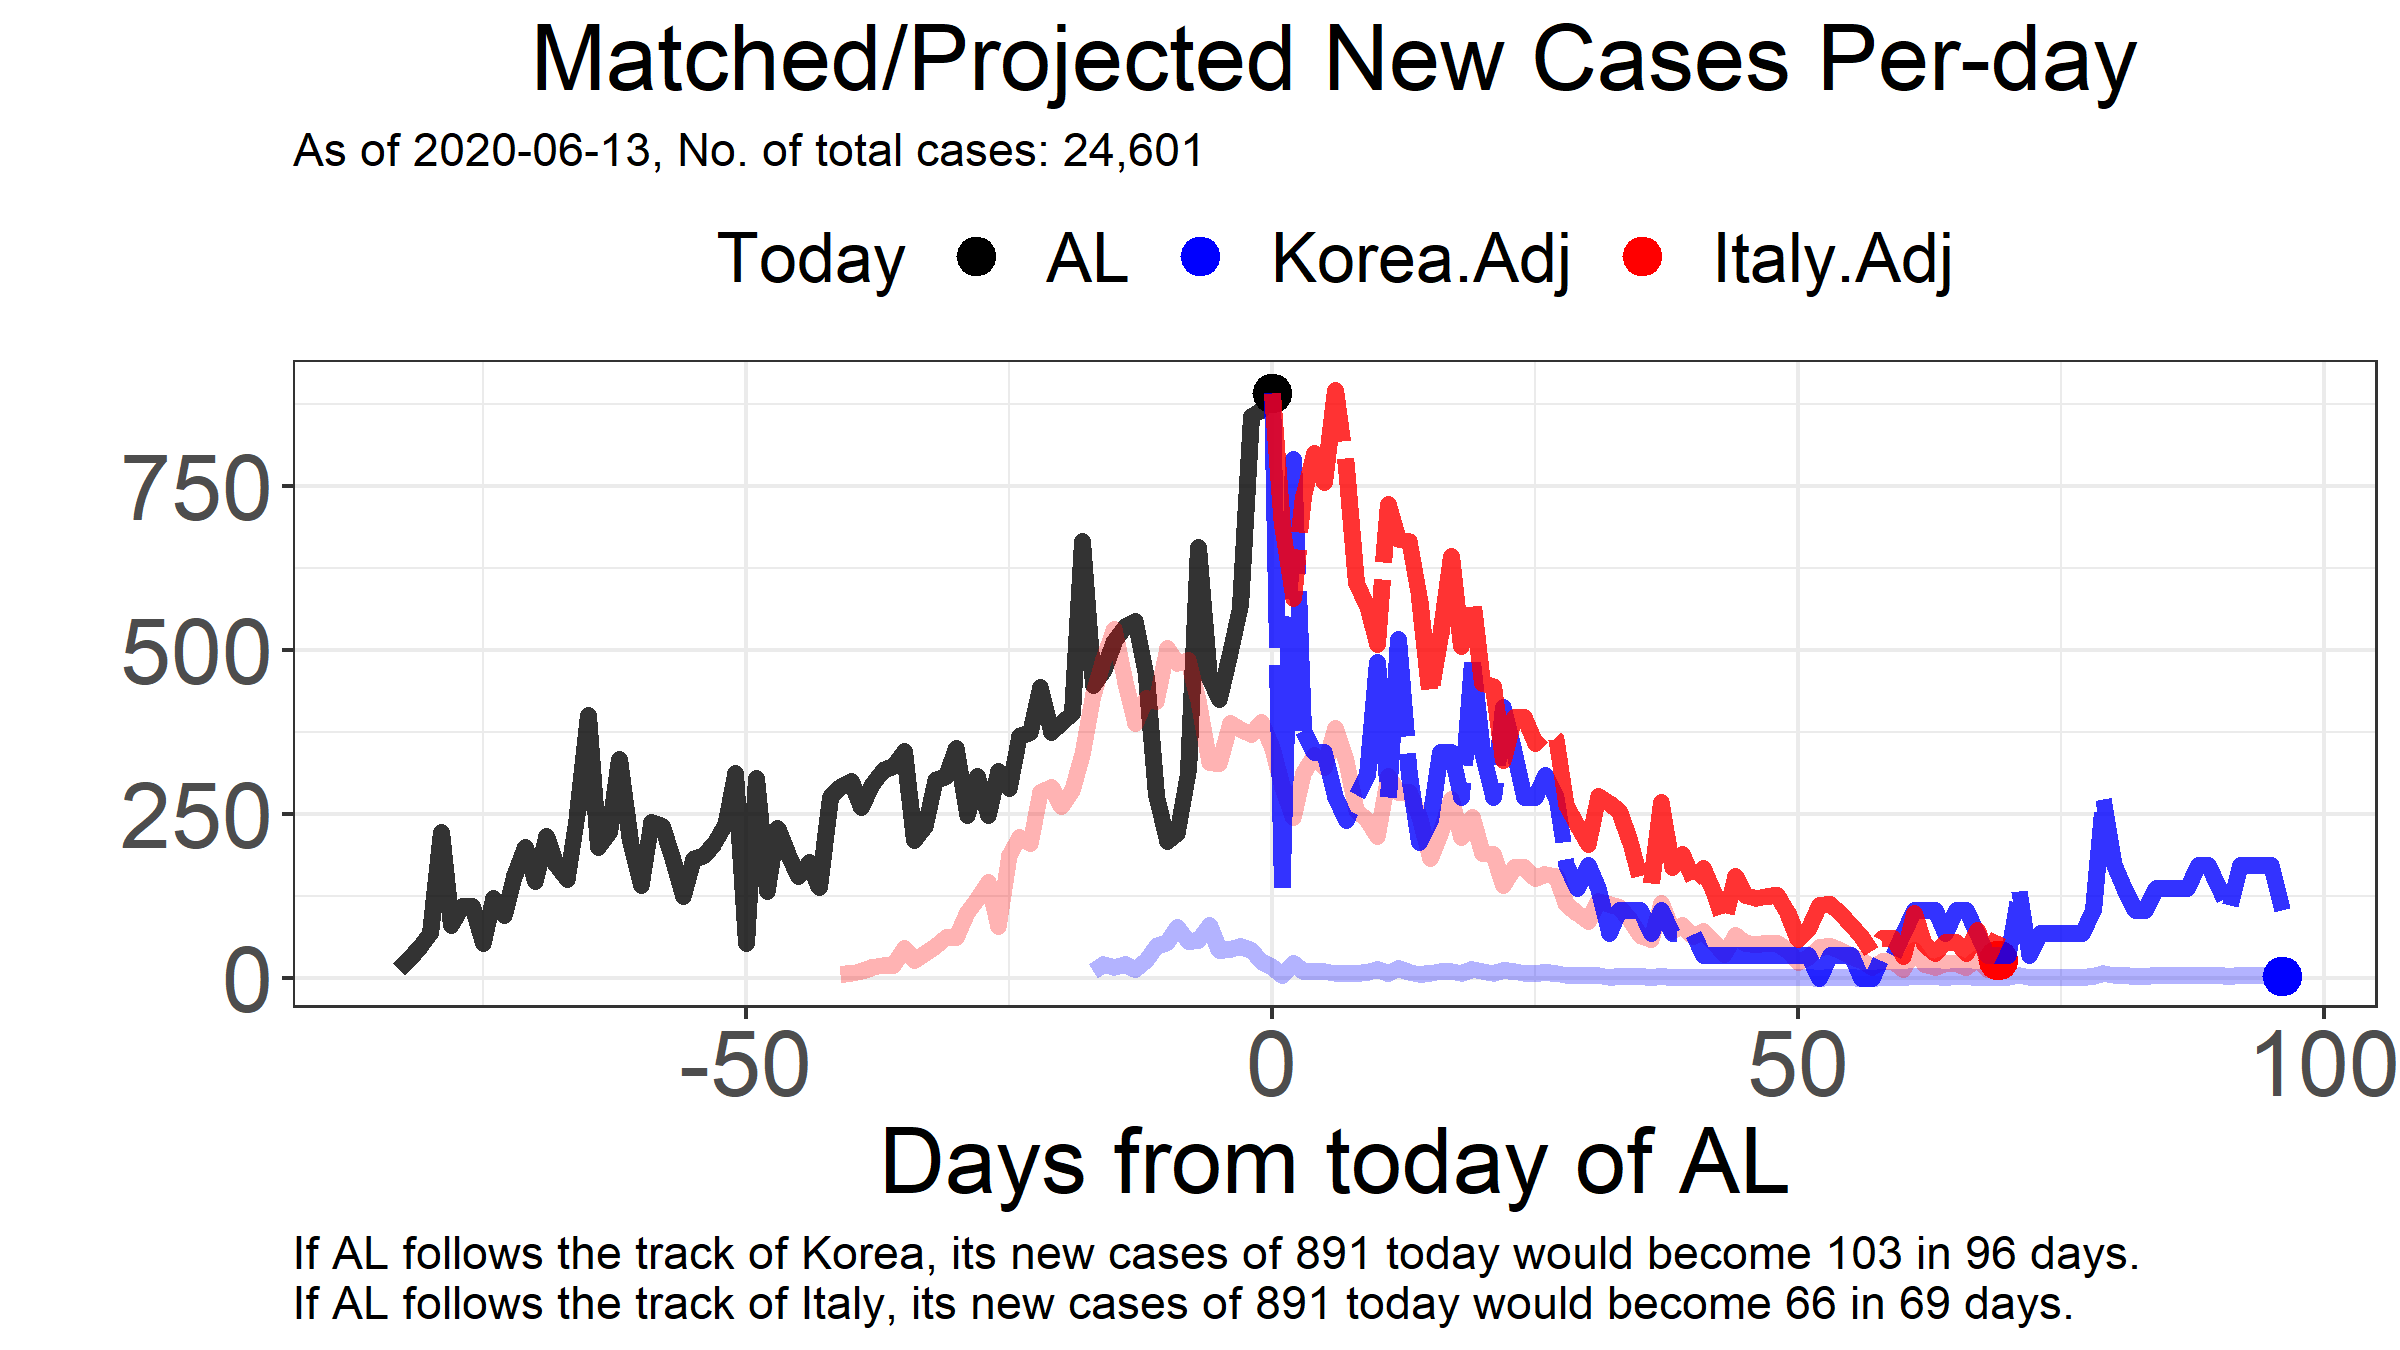 Matched/Projected New Cases Per-day
As of 2020-06-13, No. of total cases: 24,601
Today AL Korea.Adj Italy.Adj
750
500
250
0
-50 0 50 100
Days from today of AL
If AL follows the track of Korea, its new cases of 891 today would become 103 in 96 days.
If AL follows the track of Italy, its new cases of 891 today would become 66 in 69 days.